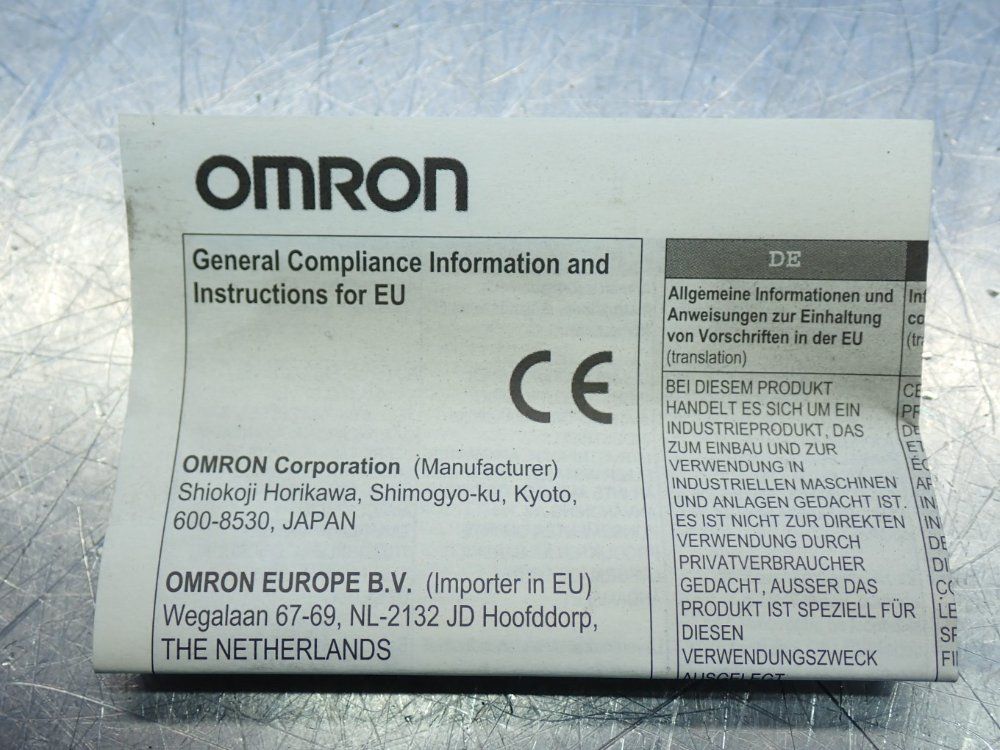 OMRON
General Compliance Information and
Instructions for EU
CE
OMRON Corporation (Manufacturer)
Shiokoji Horikawa, Shimogyo-ku, Kyoto,
600-8530, JAPAN
OMRON EUROPE B.V. (Importer in EU)
Wegalaan 67-69, NL-2132 JD Hoofddorp,
THE NETHERLANDS
DE
Allgemeine Informationen und
Anweisungen zur Einhaltung
von Vorschriften in der EU
(translation)
BEI DIESEM PRODUKT
HANDELT ES SICH UM EIN
INDUSTRIEPRODUKT, DAS
ZUM EINBAU UND ZUR
VERWENDUNG IN
INDUSTRIELLEN MASCHINEN
UND ANLAGEN GEDACHT IST.
ES IST NICHT ZUR DIREKTEN
VERWENDUNG DURCH
PRIVATVERBRAUCHER
GEDACHT, AUSSER DAS
PRODUKT IST SPEZIELL FÜR
DIESEN
VERWENDUNGSZWECK
AUSGELEGT